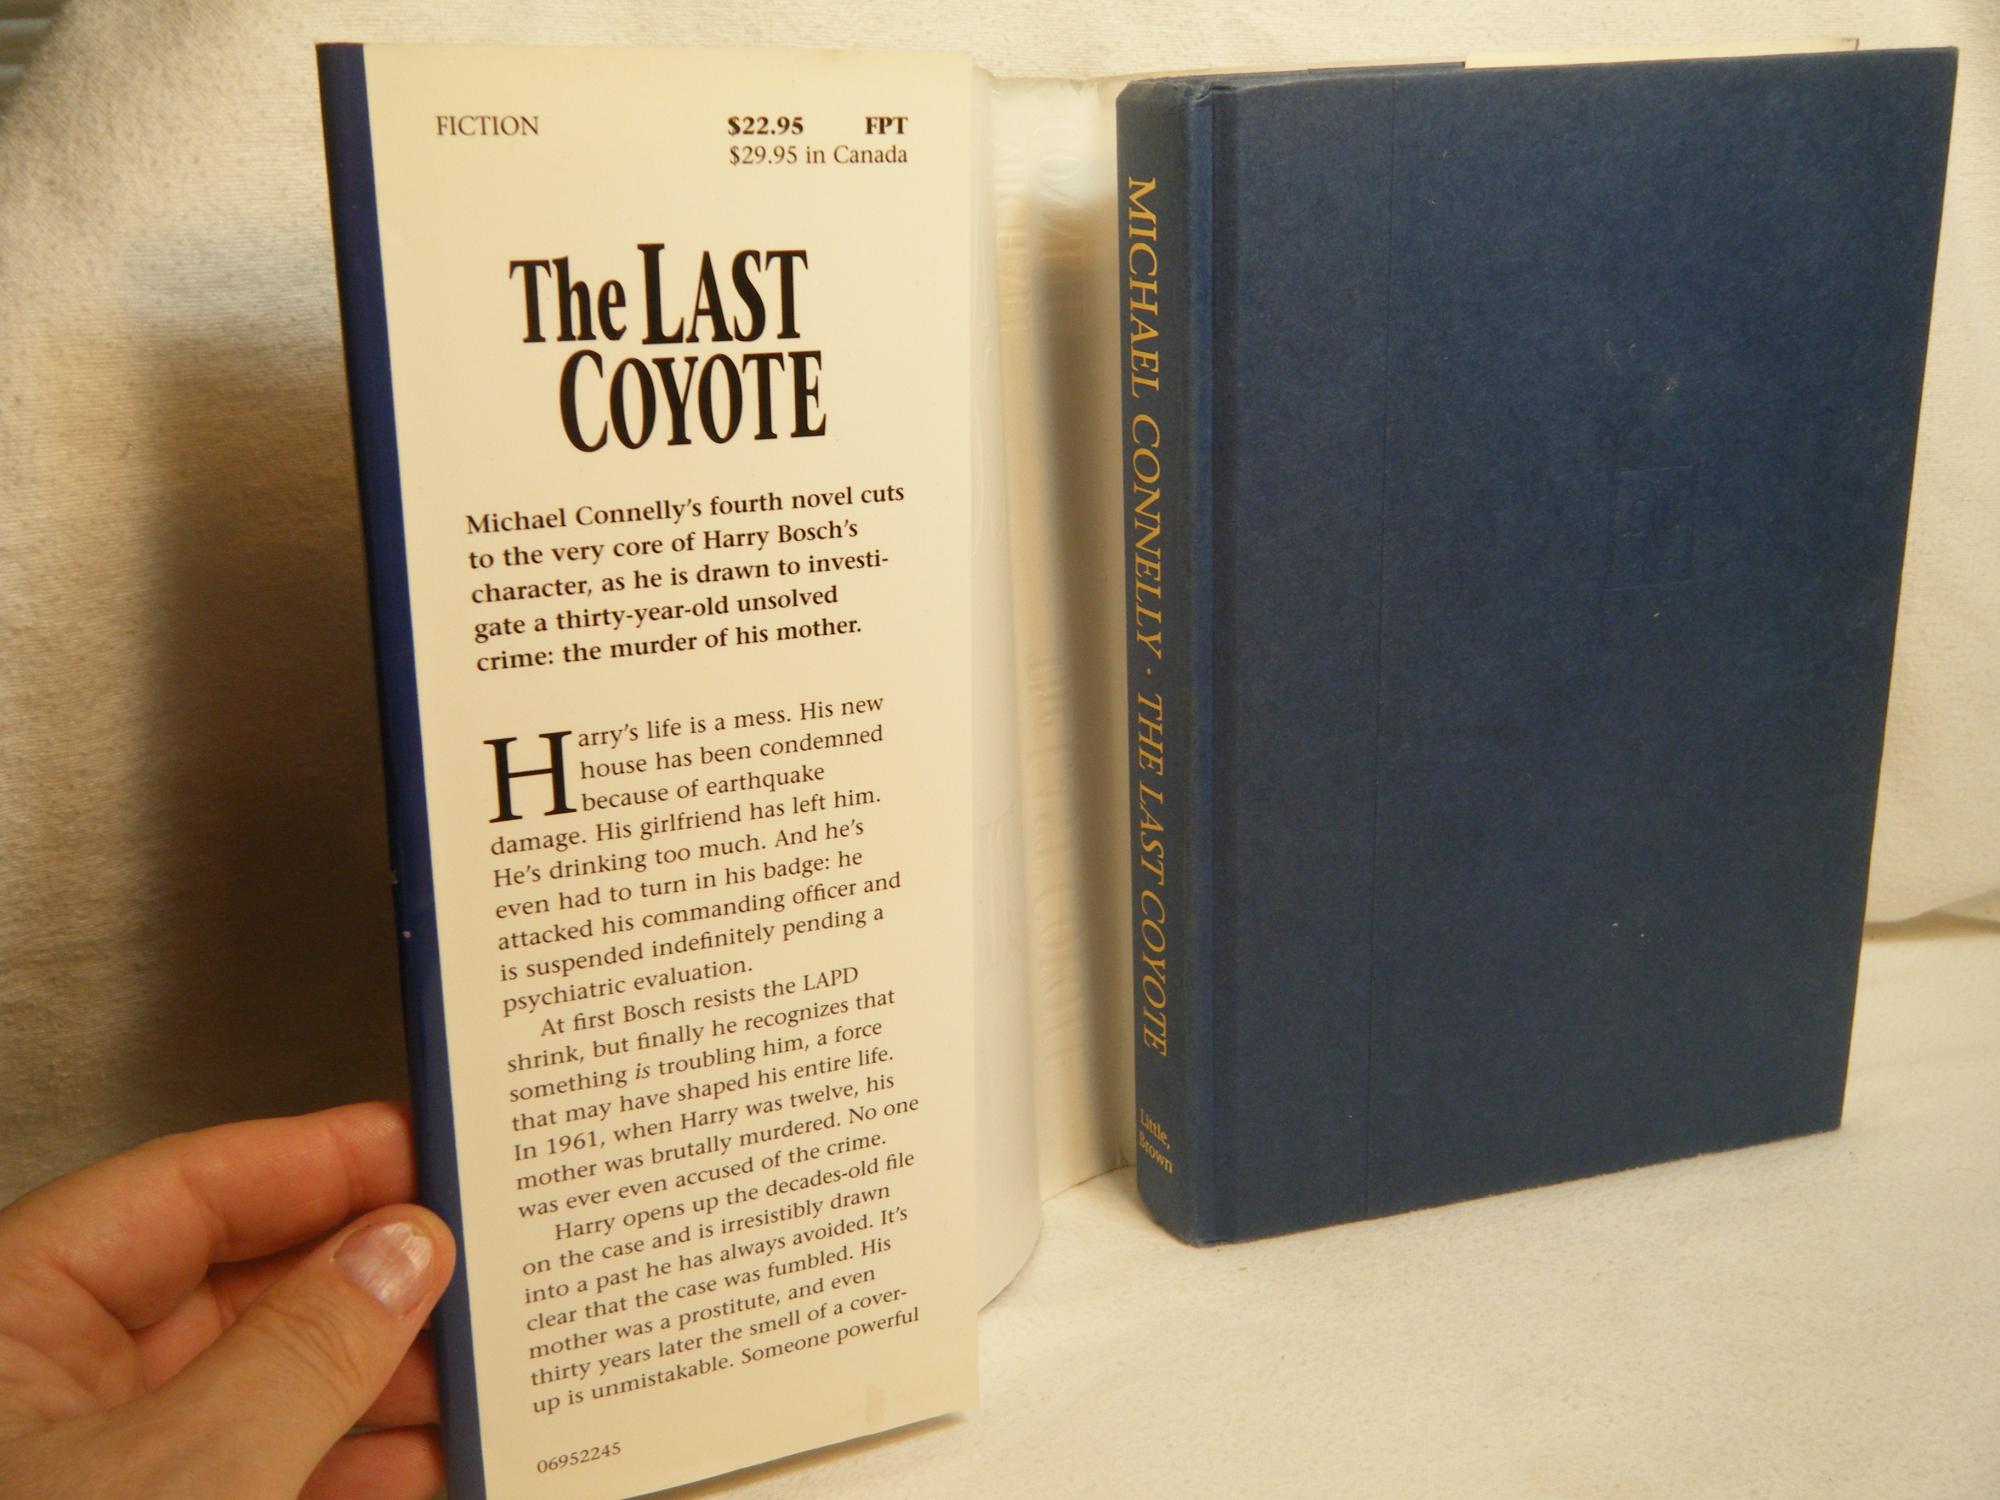 FICTION
$22.95 FPT
$29.95 in Canada
The LAST
COYOTE
Michael Connelly's fourth novel cuts
to the very core of Harry Bosch's
character, as he is drawn to investi-
gate a thirty-year-old unsolved
crime: the murder of his mother.
Harry's life is a mess. His new
house has been condemned
because of earthquake
damage. His girlfriend has left him.
He's drinking too much. And he's
even had to turn in his badge: he
attacked his commanding officer and
is suspended indefinitely pending a
psychiatric evaluation.
At first Bosch resists the LAPD
shrink, but finally he recognizes that
something is troubling him, a force
that may have shaped his entire life.
In 1961, when Harry was twelve, his
mother was brutally murdered. No one
was ever even accused of the crime.
Harry opens up the decades-old file
on the case and is irresistibly drawn
into a past he has always avoided. It's
clear that the case was fumbled. His
mother was a prostitute, and even
thirty years later the smell of a cover-
up is unmistakable. Someone powerful
06952245
MICHAEL CONNELLY · THE LAST COYOTE
Little,
Brown